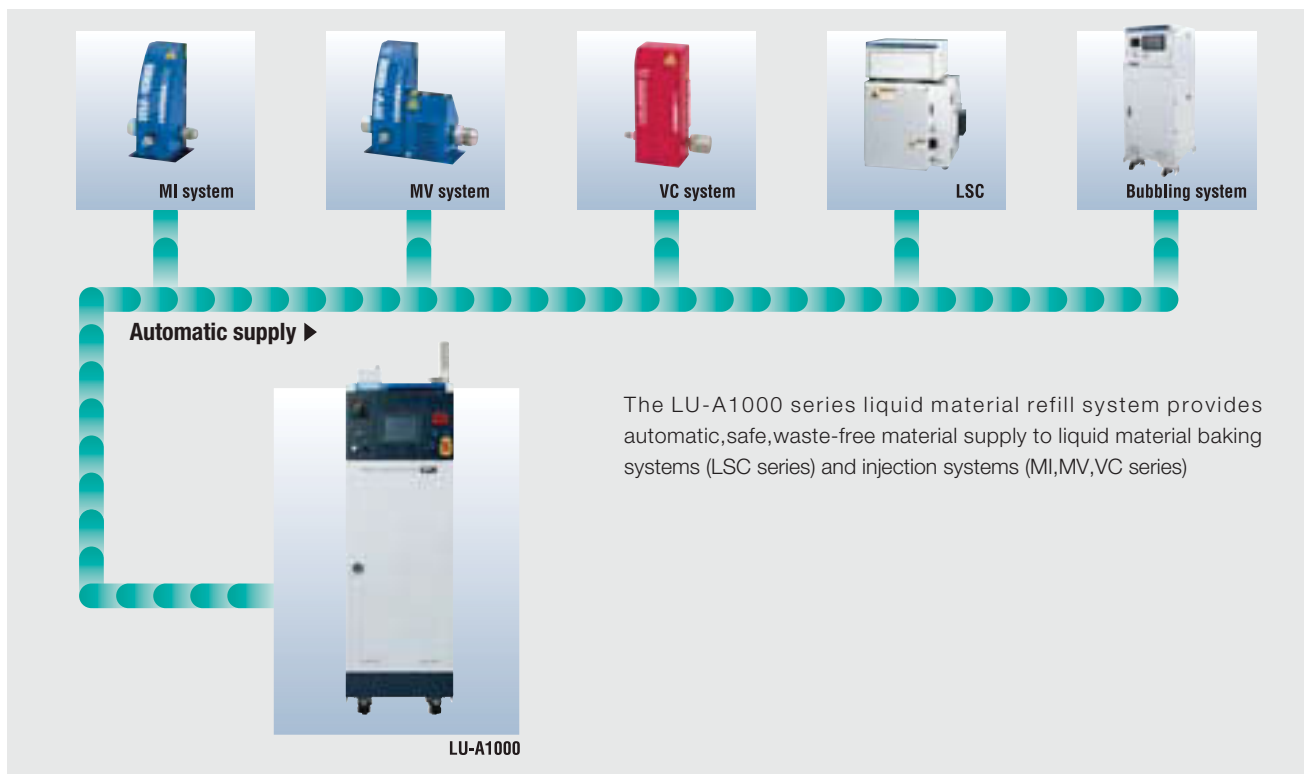 MI system
MV system
VC system
LSC
Bubbling system
Automatic supply ▶
The LU-A1000 series liquid material refill system provides
automatic,safe,waste-free material supply to liquid material baking
systems (LSC series) and injection systems (MI,MV,VC series)
LU-A1000